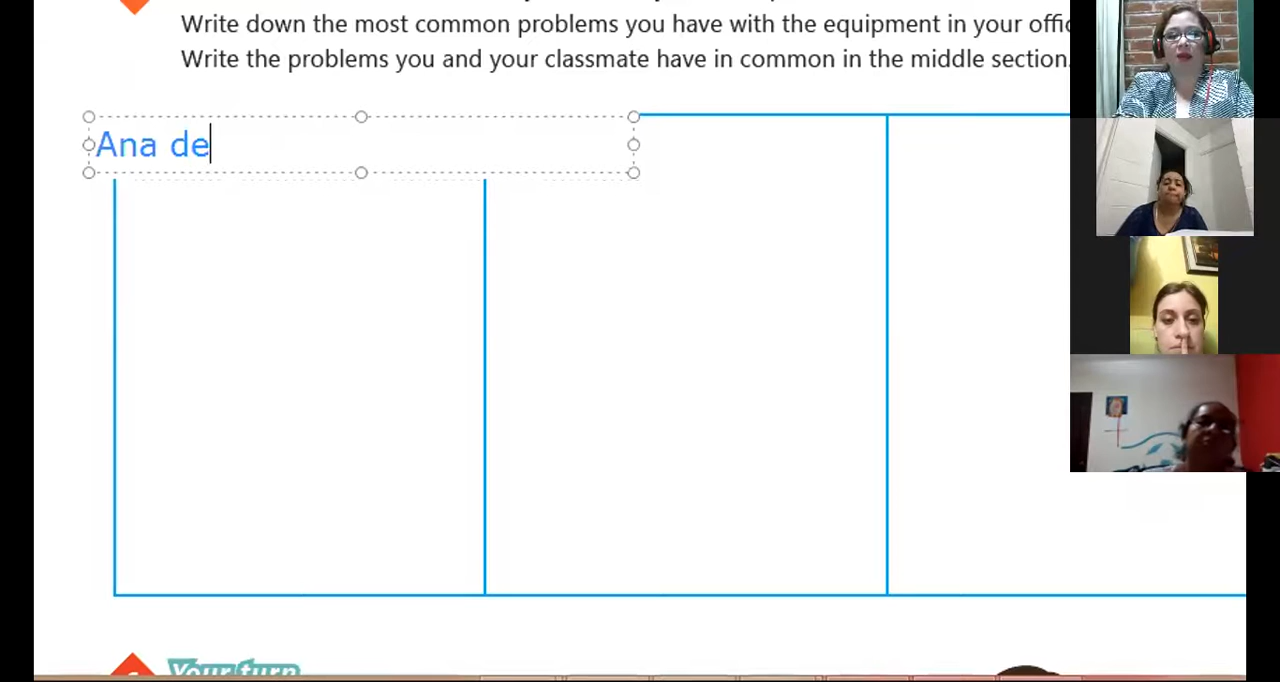 Write down the most common problems you have with the equipment in your offic
Write the problems you and your classmate have in common in the middle section.
Ana de
Your turn